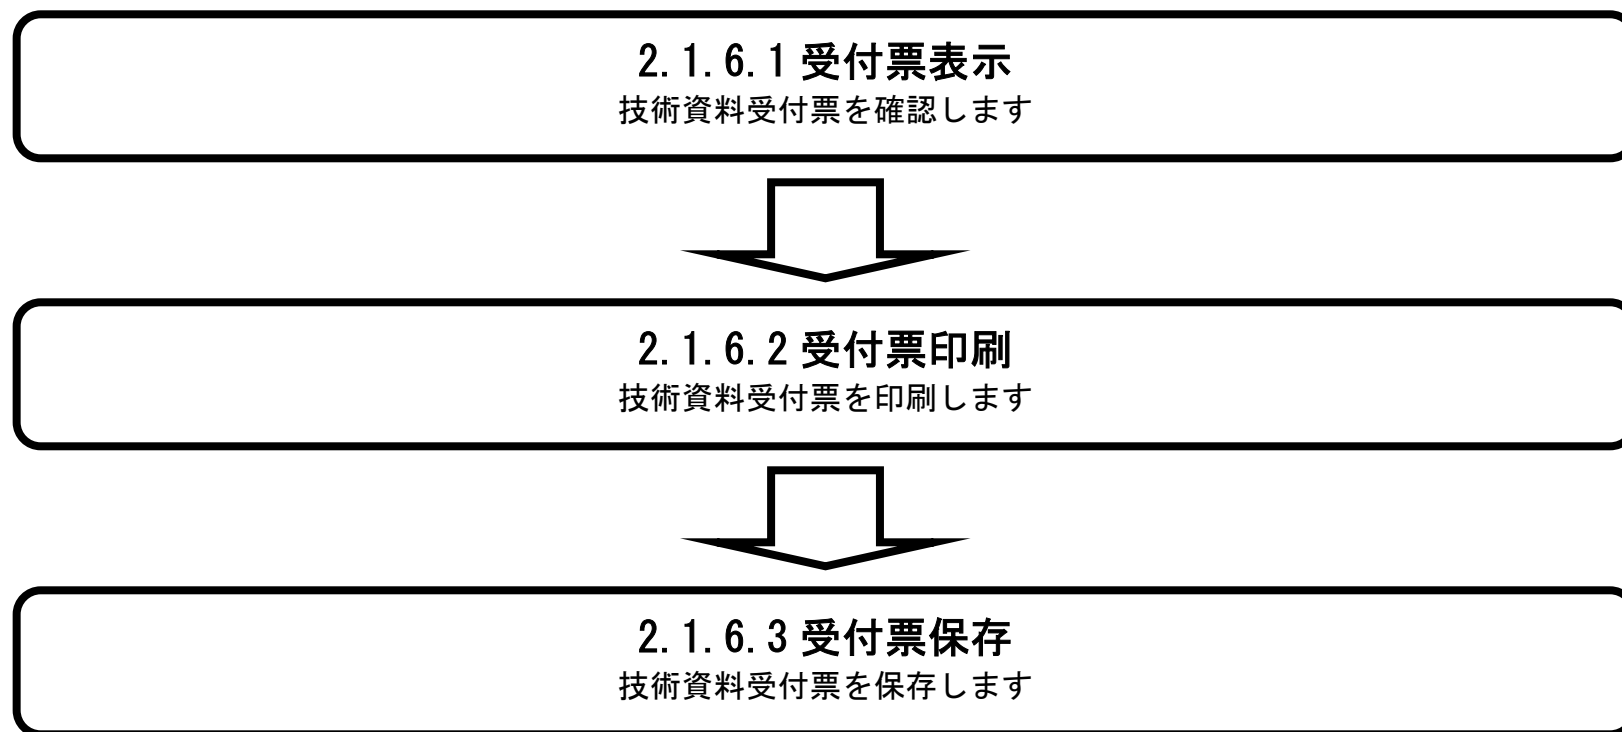 2.1.6.1 受付票表示
技術資料受付票を確認します
2.1.6.2 受付票印刷
技術資料受付票を印刷します
2.1.6.3 受付票保存
技術資料受付票を保存します